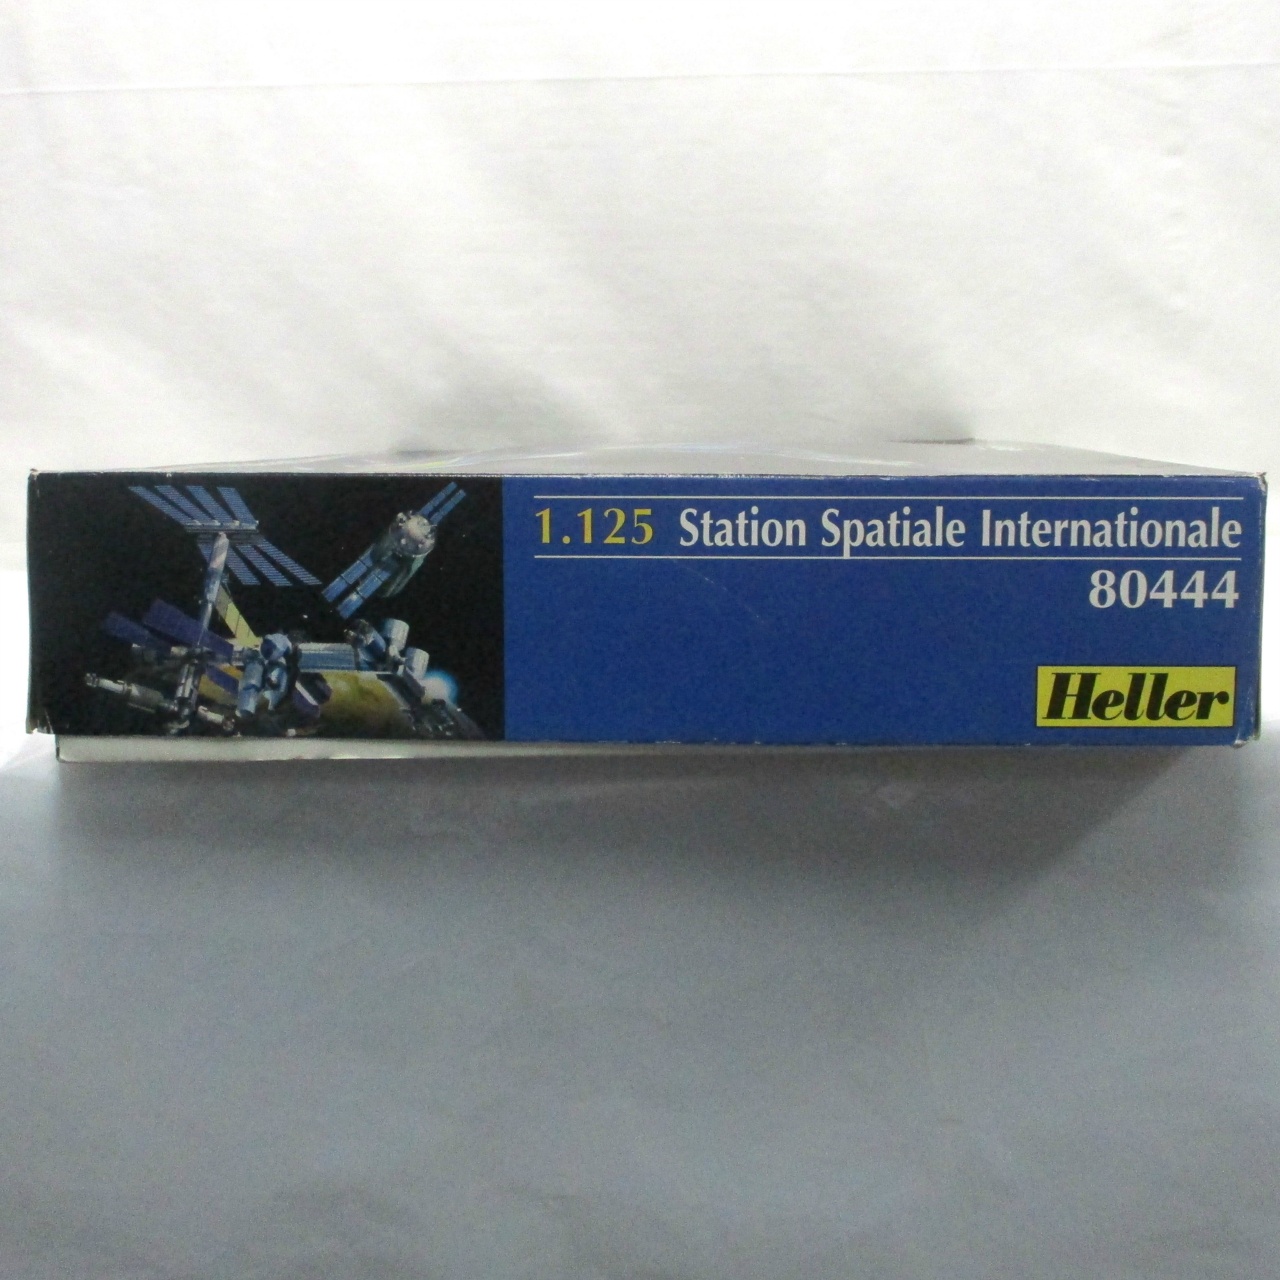 1.125 Station Spatiale Internationale
80444
Heller